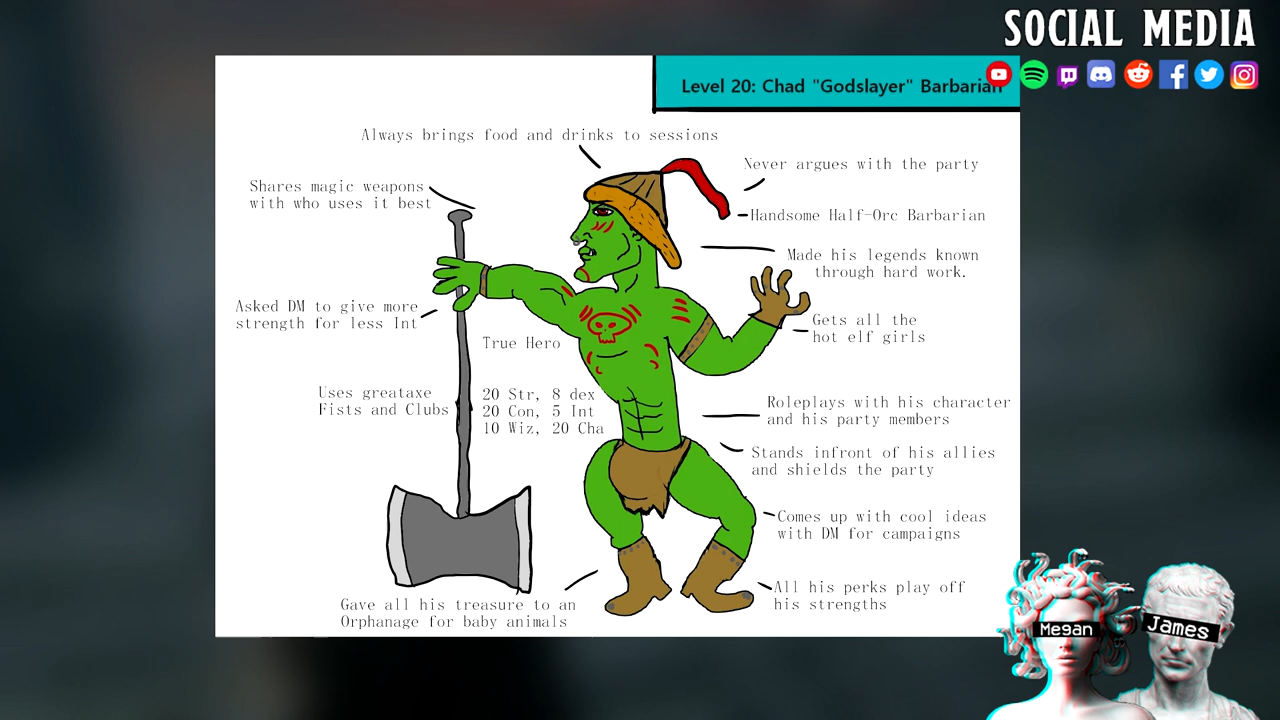 SOCIAL MEDIA
Level 20: Chad "Godslayer" Barbarian
Always brings food and drinks to sessions
Never argues with the party
Shares magic weapons
with who uses it best
Handsome Half-Orc Barbarian
Made his legends known
through hard work.
Asked DM to give more
strength for less Int
Gets all the
hot elf girls
True Hero
Uses greataxe
Fists and Clubs
20 Str, 8 dex
20 Con, 5 Int
10 Wiz, 20 Cha
Roleplays with his character
and his party members
Stands infront of his allies
and shields the party
Comes up with cool ideas
with DM for campaigns
All his perks play off
his strengths
Gave all his treasure to an
Orphanage for baby animals
Megan
James